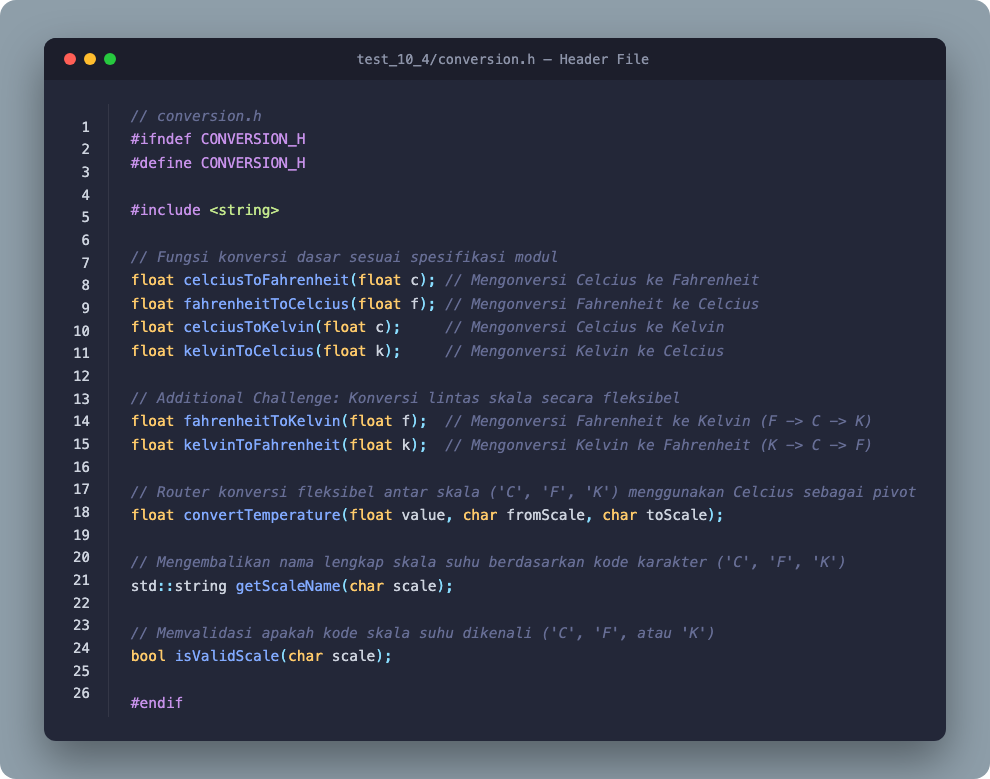 test_10_4/conversion.h — Header File
1 // conversion.h
2 #ifndef CONVERSION_H
3 #define CONVERSION_H
4
5 #include <string>
6
7 // Fungsi konversi dasar sesuai spesifikasi modul
8 float celciusToFahrenheit(float c); // Mengonversi Celcius ke Fahrenheit
9 float fahrenheitToCelcius(float f); // Mengonversi Fahrenheit ke Celcius
10 float celciusToKelvin(float c);     // Mengonversi Celcius ke Kelvin
11 float kelvinToCelcius(float k);     // Mengonversi Kelvin ke Celcius
12
13 // Additional Challenge: Konversi lintas skala secara fleksibel
14 float fahrenheitToKelvin(float f);  // Mengonversi Fahrenheit ke Kelvin (F -> C -> K)
15 float kelvinToFahrenheit(float k);  // Mengonversi Kelvin ke Fahrenheit (K -> C -> F)
16
17 // Router konversi fleksibel antar skala ('C', 'F', 'K') menggunakan Celcius sebagai pivot
18 float convertTemperature(float value, char fromScale, char toScale);
19
20 // Mengembalikan nama lengkap skala suhu berdasarkan kode karakter ('C', 'F', 'K')
21 std::string getScaleName(char scale);
22
23 // Memvalidasi apakah kode skala suhu dikenali ('C', 'F', atau 'K')
24 bool isValidScale(char scale);
25
26 #endif